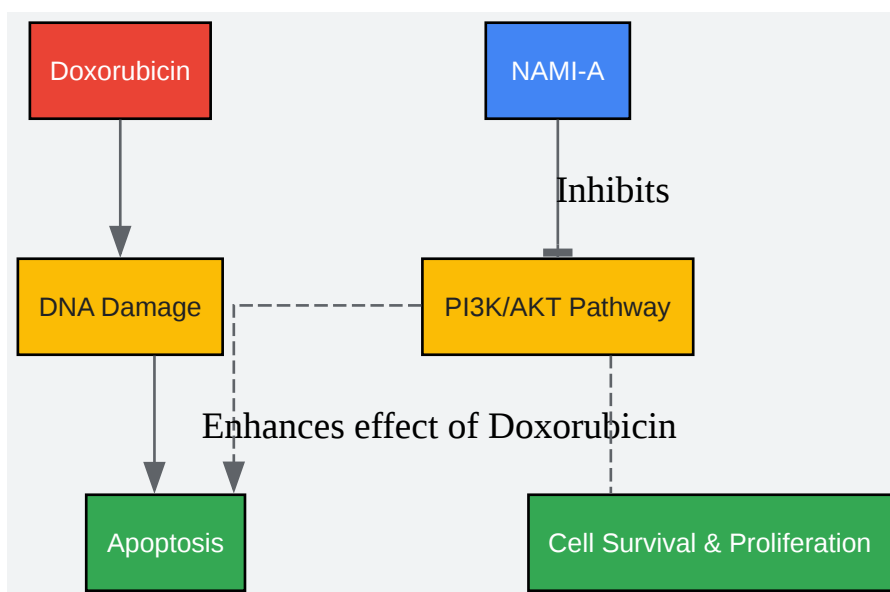 Doxorubicin
NAMI-A
Inhibits
DNA Damage
PI3K/AKT Pathway
Enhances effect of Doxorubicin
Apoptosis
Cell Survival & Proliferation